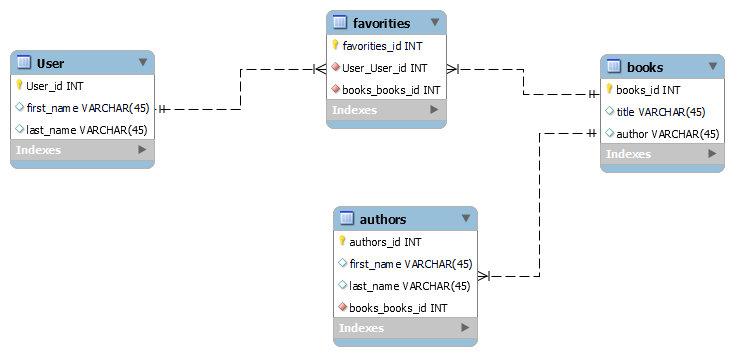 User
User_id INT
first_name VARCHAR(45)
last_name VARCHAR(45)
Indexes
favorities
favorities_id INT
User_User_id INT
books_books_id INT
Indexes
books
books_id INT
title VARCHAR(45)
author VARCHAR(45)
Indexes
authors
authors_id INT
first_name VARCHAR(45)
last_name VARCHAR(45)
books_books_id INT
Indexes